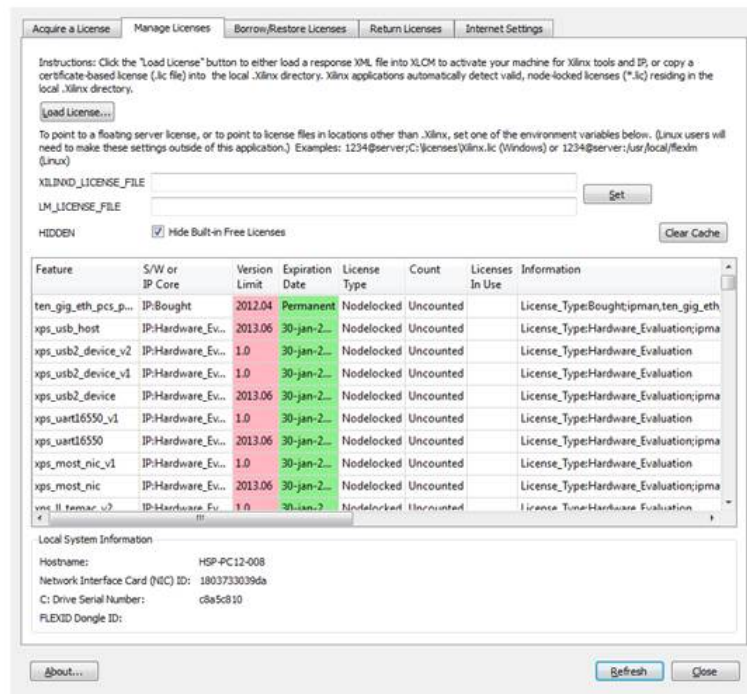 Acquire a License Manage Licenses Borrow/Restore Licenses Return Licenses Internet Settings
Instructions: Click the "Load License" button to either load a response XML file into XLCM to activate your machine for Xilinx tools and IP, or copy a
certificate-based license (.lic file) into the local .Xilinx directory. Xilinx applications automatically detect valid, node-locked licenses (*.lic) residing in the
local .Xilinx directory.
Load License...
To point to a floating server license, or to point to license files in locations other than .Xilinx, set one of the environment variables below. (Linux users will
need to make these settings outside of this application.) Examples: 1234@server;C:\licenses\Xilinx.lic (Windows) or 1234@server:/usr/local/flexlm
(Linux)
XILINXD_LICENSE_FILE
Set
LM_LICENSE_FILE
HIDDEN Hide Built-in Free Licenses Clear Cache
Feature S/W or Version Expiration License Count Licenses Information
IP Core Limit Date Type In Use
ten_gig_eth_pcs_p... IP:Bought 2012.04 Permanent Nodelocked Uncounted License_Type:Bought;ipman,ten_gig_eth
xps_usb_host IP:Hardware_Ev... 2013.06 30-jan-2... Nodelocked Uncounted License_Type:Hardware_Evaluation;ipma
xps_usb2_device_v2 IP:Hardware_Ev... 1.0 30-jan-2... Nodelocked Uncounted License_Type:Hardware_Evaluation
xps_usb2_device_v1 IP:Hardware_Ev... 1.0 30-jan-2... Nodelocked Uncounted License_Type:Hardware_Evaluation
xps_usb2_device IP:Hardware_Ev... 2013.06 30-jan-2... Nodelocked Uncounted License_Type:Hardware_Evaluation;ipma
xps_uart16550_v1 IP:Hardware_Ev... 1.0 30-jan-2... Nodelocked Uncounted License_Type:Hardware_Evaluation
xps_uart16550 IP:Hardware_Ev... 2013.06 30-jan-2... Nodelocked Uncounted License_Type:Hardware_Evaluation;ipma
xps_most_nic_v1 IP:Hardware_Ev... 1.0 30-jan-2... Nodelocked Uncounted License_Type:Hardware_Evaluation
xps_most_nic IP:Hardware_Ev... 2013.06 30-jan-2... Nodelocked Uncounted License_Type:Hardware_Evaluation;ipma
xps_ll_temac_v2 IP:Hardware_Ev... 1.0 30-jan-2... Nodelocked Uncounted License_Type:Hardware_Evaluation
Local System Information
Hostname: HSP-PC12-008
Network Interface Card (NIC) ID: 1803733039da
C: Drive Serial Number: c8a5c810
FLEXID Dongle ID:
About... Refresh Close